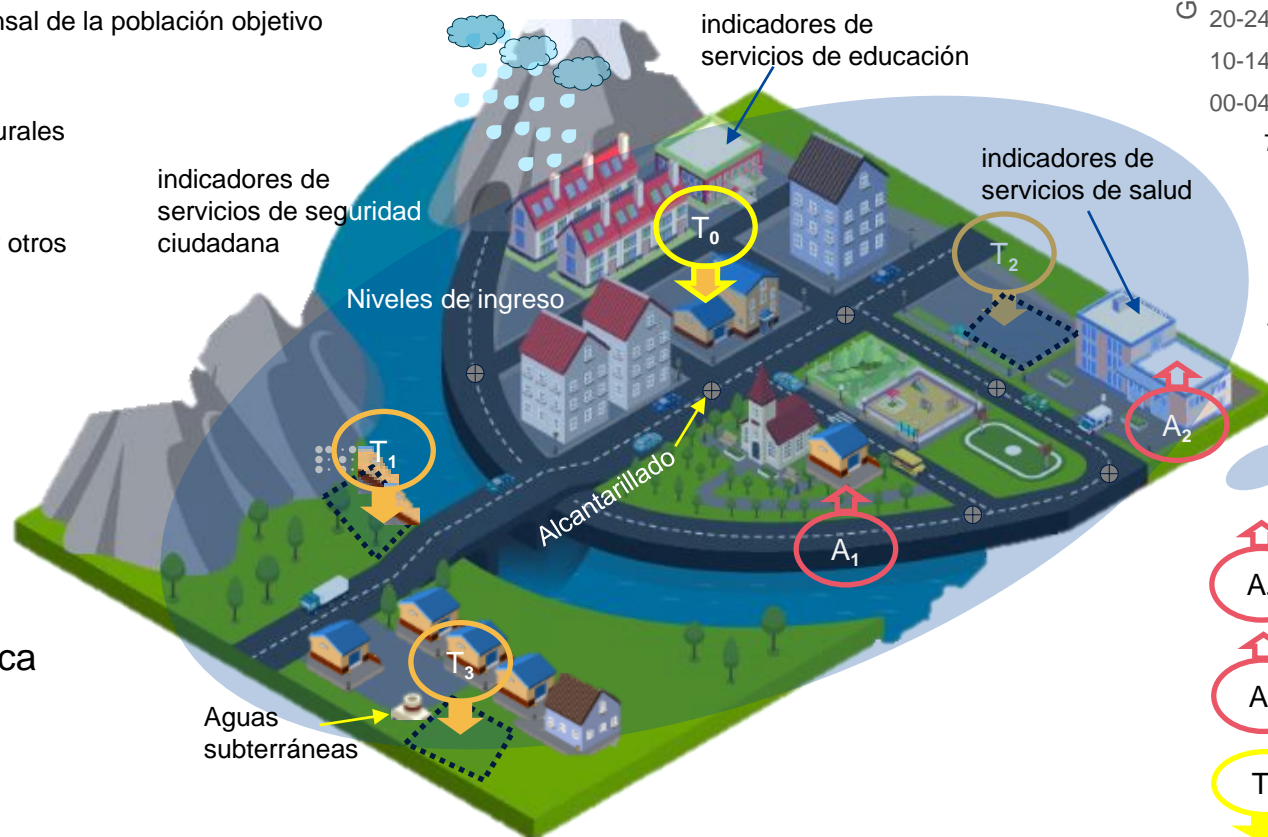 nsal de la población objetivo
urales
otros
indicadores de
servicios de seguridad
ciudadana
Niveles de ingreso
indicadores de
servicios de educación
indicadores de
servicios de salud
G
20-24
10-14
00-04
T0
T2
T1
A2
Alcantarillado
A1
T3
ca
Aguas
subterráneas
A
A
T